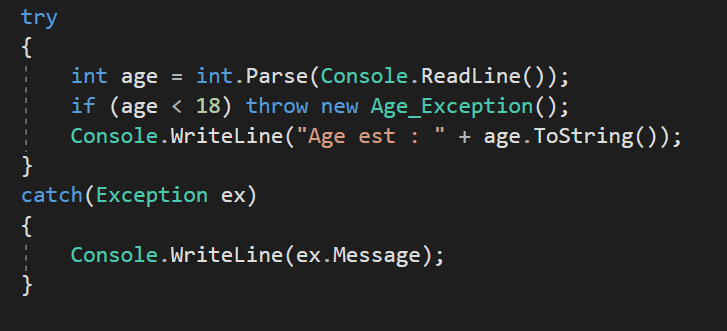 try
{
int age = int.Parse(Console.ReadLine());
if (age < 18) throw new Age_Exception();
Console.WriteLine("Age est : " + age.ToString());
}
catch(Exception ex)
{
Console.WriteLine(ex.Message);
}